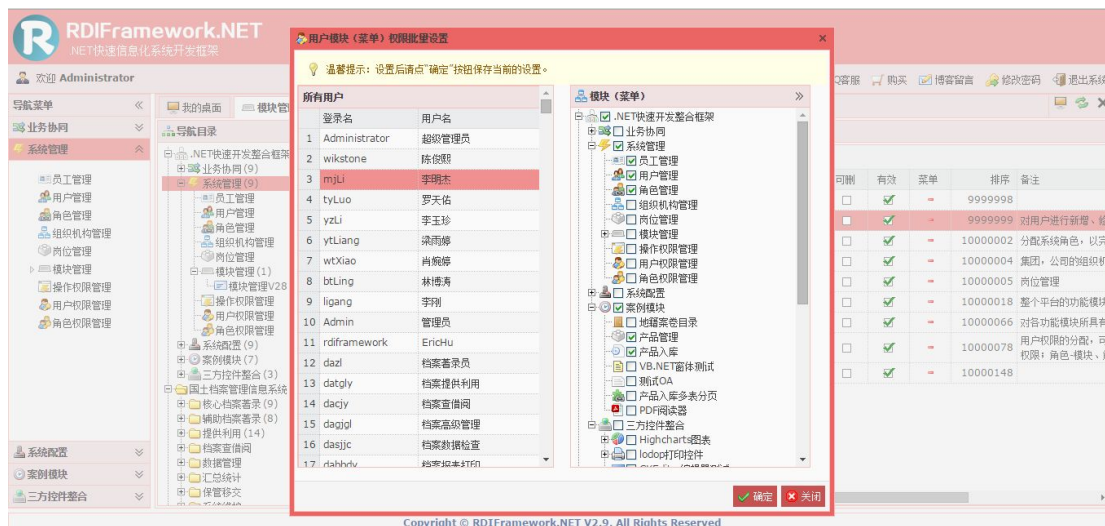 RDIFramework.NET
.NET快速信息化系统开发框架
欢迎 Administrator
Q客服 购买 博客留言 修改密码 退出系统
导航菜单
业务协同
系统管理
员工管理
用户管理
角色管理
组织机构管理
岗位管理
模块管理
操作权限管理
用户权限管理
角色权限管理
系统配置
案例模块
三方控件整合
我的桌面 模块管
导航目录
.NET快速开发整合框架
业务协同(9)
系统管理(9)
员工管理
用户管理
角色管理
组织机构管理
岗位管理
模块管理(1)
模块管理V28
操作权限管理
用户权限管理
角色权限管理
系统配置(9)
案例模块(7)
三方控件整合(3)
国土档案管理信息系统
核心档案著录(9)
辅助档案著录(8)
提供利用(14)
档案查借阅
数据管理
汇总统计
保管移交
用户模块(菜单)权限批量设置
温馨提示:设置后请点"确定"按钮保存当前的设置。
所有用户
登录名 用户名
1 Administrator 超级管理员
2 wikstone 陈俊熙
3 mjLi 李明杰
4 tyLuo 罗天佑
5 yzLi 李玉珍
6 ytLiang 梁雨婷
7 wtXiao 肖婉婷
8 btLing 林博涛
9 ligang 李刚
10 Admin 管理员
11 rdiframework EricHu
12 dazl 档案著录员
13 datgly 档案提供利用
14 dacjy 档案查借阅
15 dagjgl 档案高级管理
16 dasjjc 档案数据检查
17 dabbdy 档案报表打印
模块(菜单)
.NET快速开发整合框架
业务协同
系统管理
员工管理
用户管理
角色管理
组织机构管理
岗位管理
模块管理
操作权限管理
用户权限管理
角色权限管理
系统配置
案例模块
地籍案卷目录
产品管理
产品入库
VB.NET窗体测试
测试OA
产品入库多表分页
PDF阅读器
三方控件整合
Highcharts图表
lodop打印控件
确定 关闭
可删 有效 菜单 排序 备注
9999998
9999999 对用户进行新增、修
10000002 分配系统角色,以完
10000004 集团,公司的组织机
10000005 岗位管理
10000018 整个平台的功能模块
10000066 对各功能模块所具有
10000078 用户权限的分配,可
权限:角色-模块、
10000148
Copyright © RDIFramework.NET V2.9. All Rights Reserved